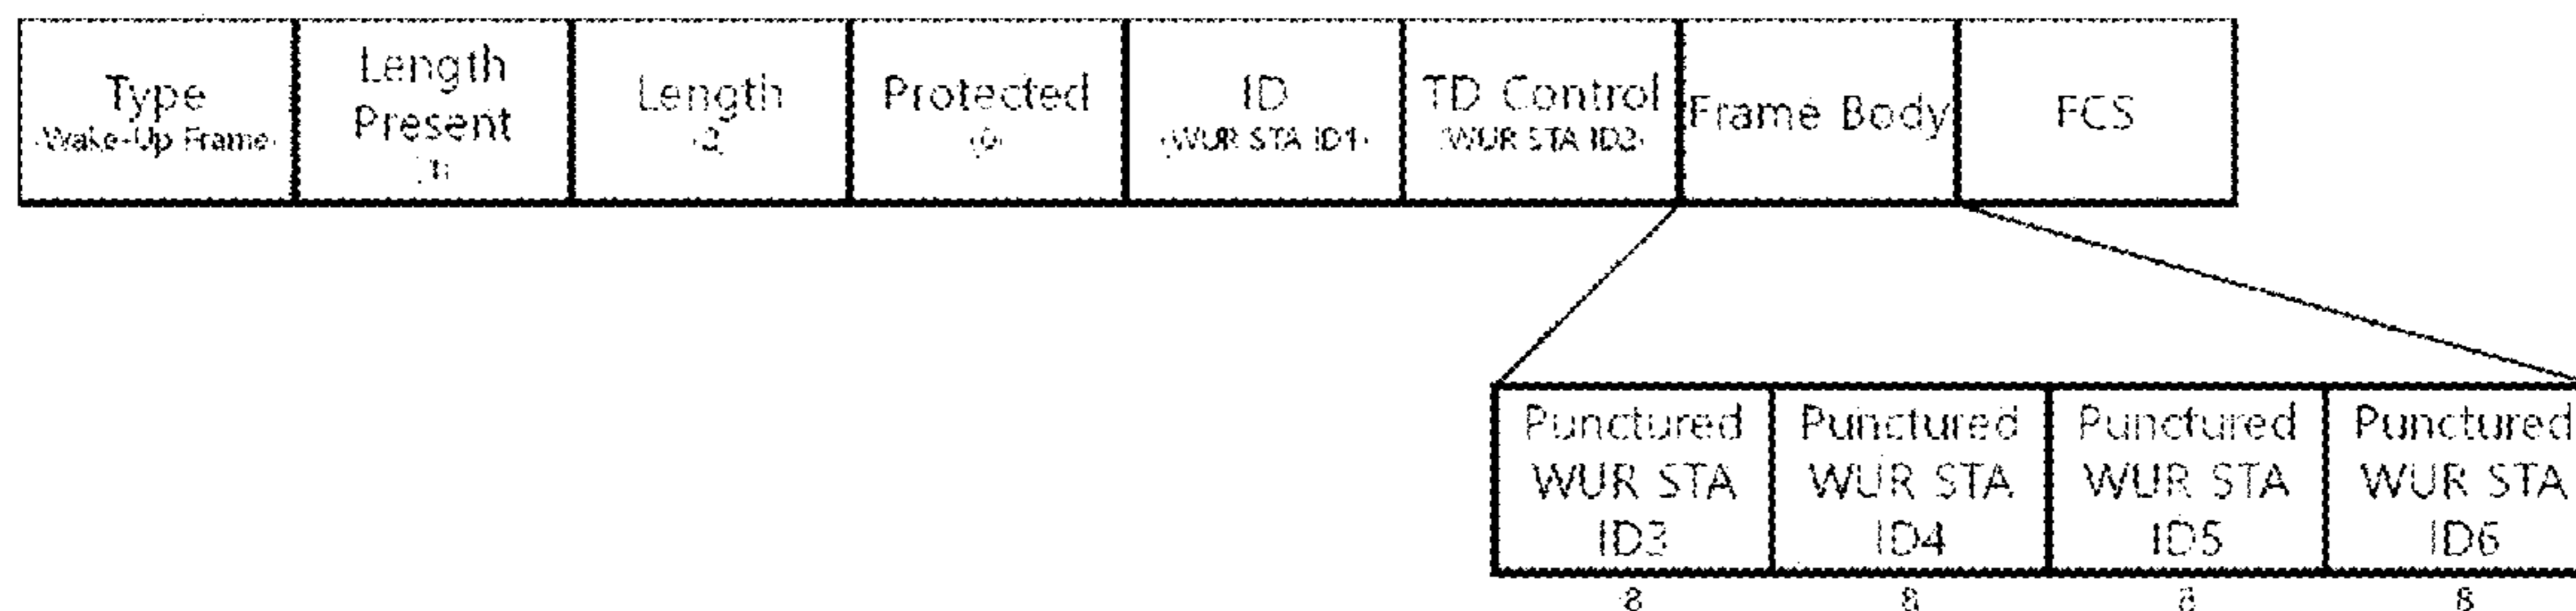 Type
(Wake-Up Frame)
Length
Present
(1)
Length
(2)
Protected
(0)
ID
(WUR STA ID1)
TD Control
(WUR STA ID2)
Frame Body
FCS
Punctured
WUR STA
ID3
Punctured
WUR STA
ID4
Punctured
WUR STA
ID5
Punctured
WUR STA
ID6
8
8
8
8